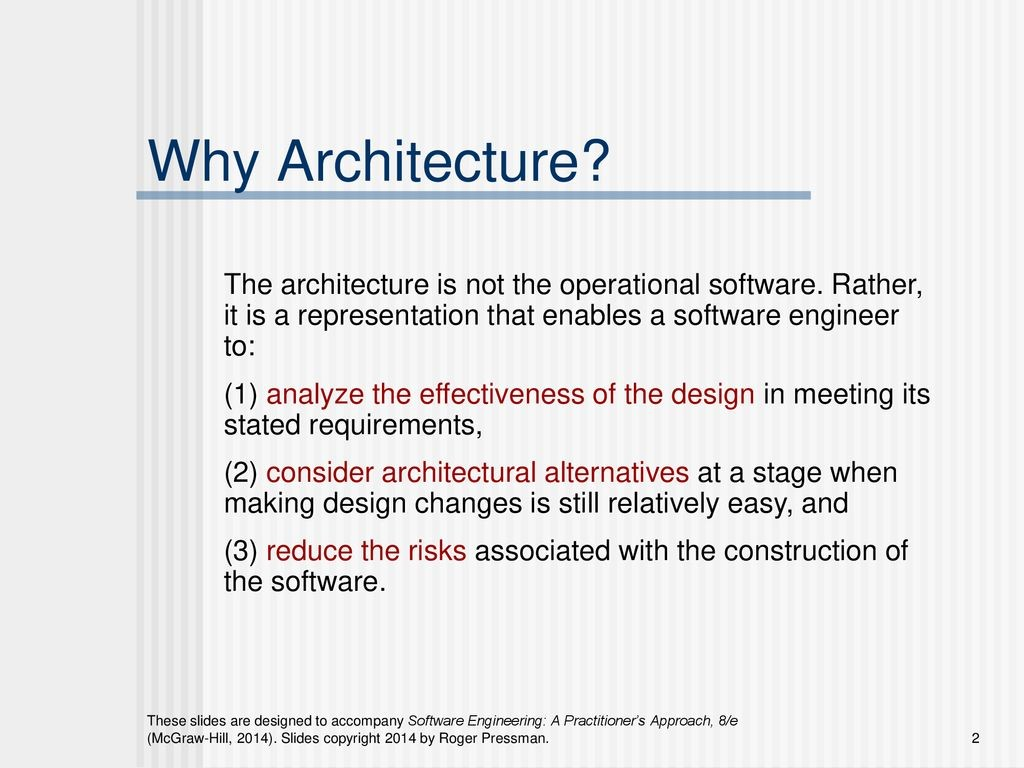 Why Architecture?
The architecture is not the operational software. Rather,
it is a representation that enables a software engineer
to:
(1) analyze the effectiveness of the design in meeting its
stated requirements,
(2) consider architectural alternatives at a stage when
making design changes is still relatively easy, and
(3) reduce the risks associated with the construction of
the software.
These slides are designed to accompany Software Engineering: A Practitioner’s Approach, 8/e
(McGraw-Hill, 2014). Slides copyright 2014 by Roger Pressman.
2